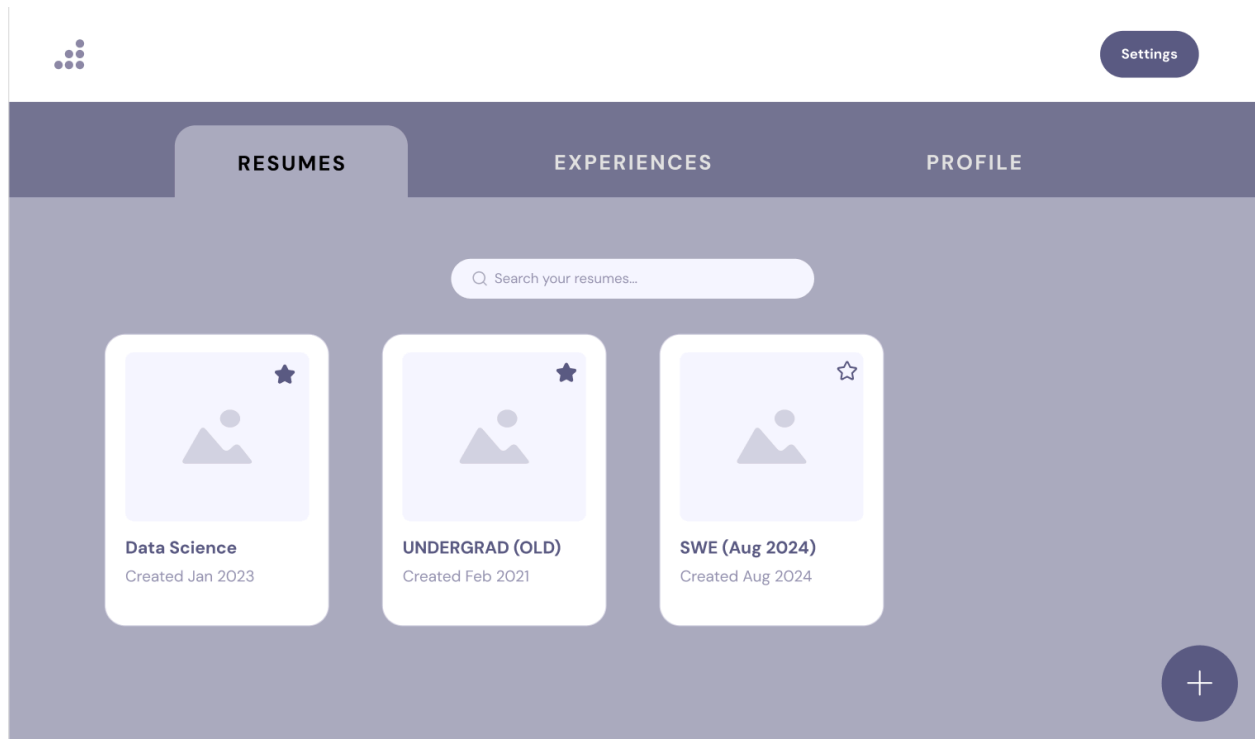 Settings
RESUMES
EXPERIENCES
PROFILE
Search your resumes...
Data Science
Created Jan 2023
UNDERGRAD (OLD)
Created Feb 2021
SWE (Aug 2024)
Created Aug 2024